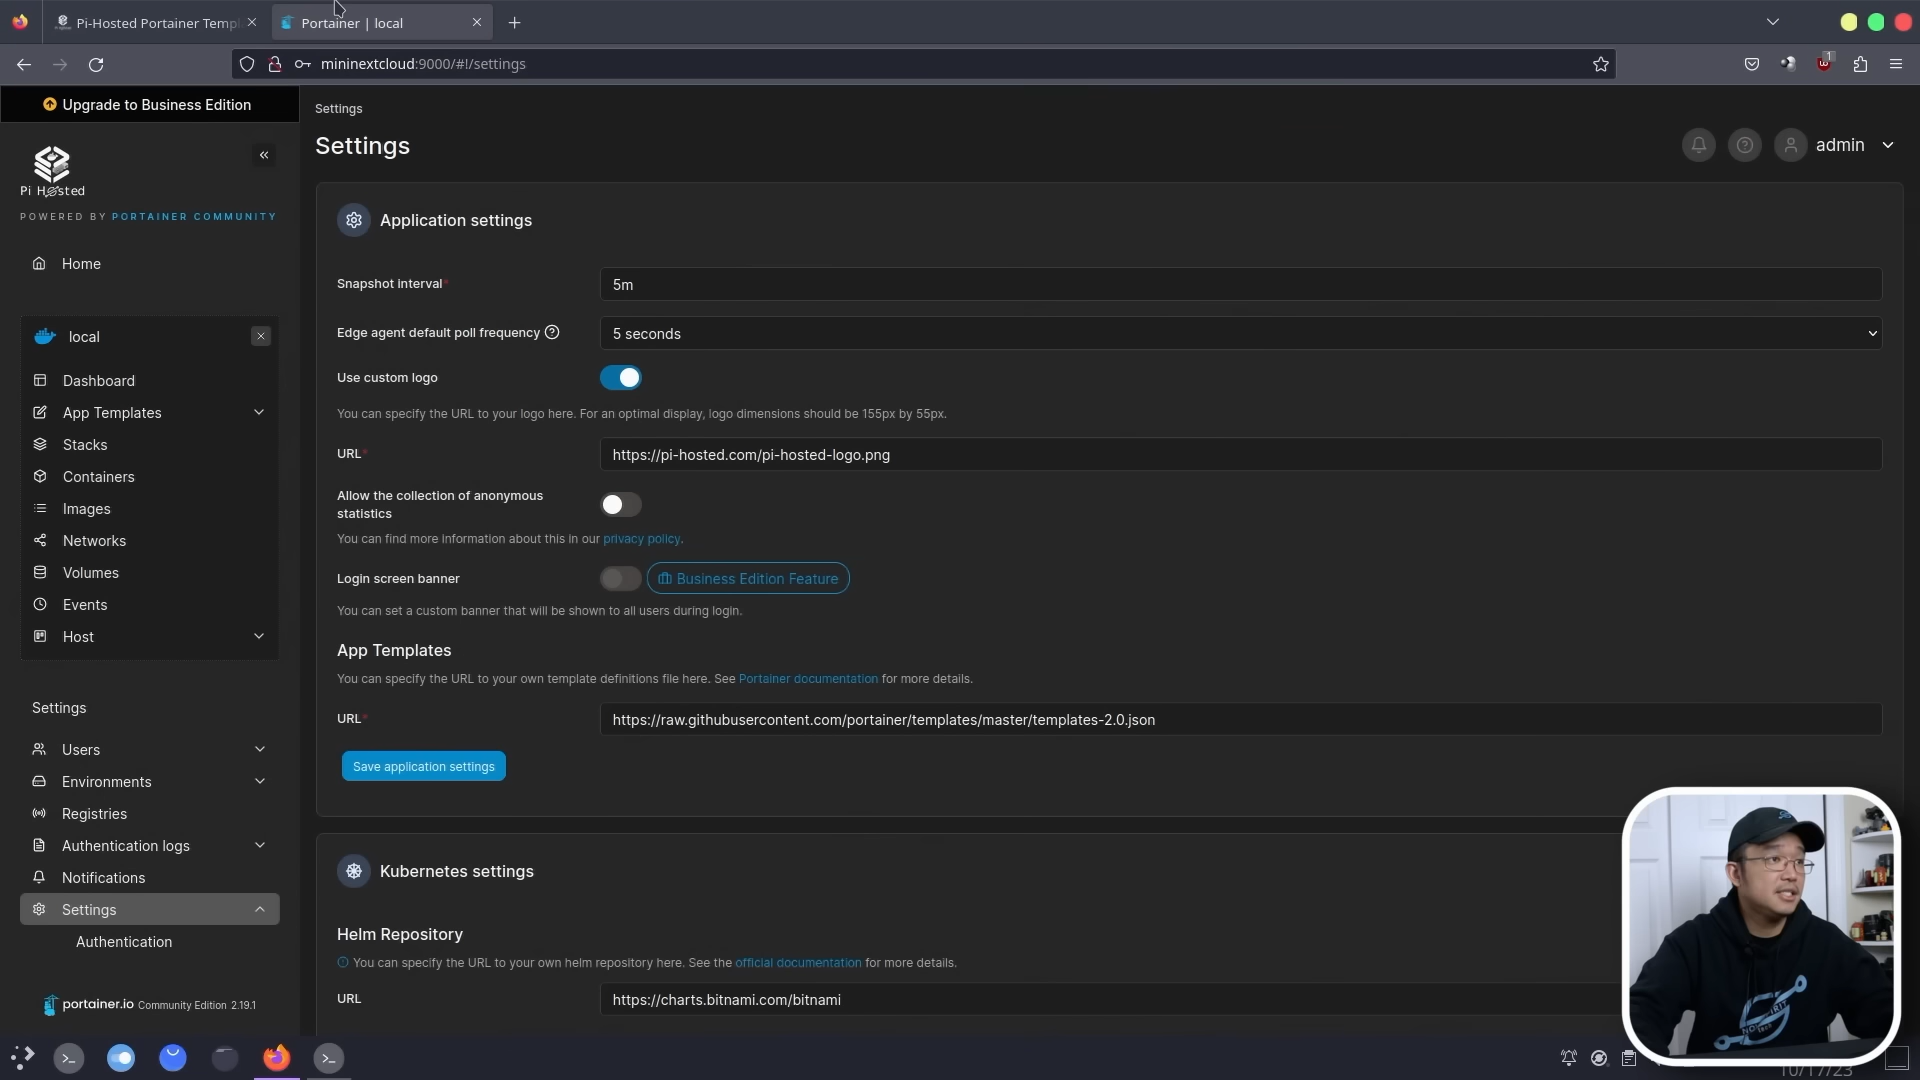 Pi-Hosted Portainer Templ
Portainer | local
mininextcloud:9000/#!/settings
1
Upgrade to Business Edition
Settings
Settings
admin
Pi Hosted
POWERED BY PORTAINER COMMUNITY
Home
local
Dashboard
App Templates
Stacks
Containers
Images
Networks
Volumes
Events
Host
Settings
Users
Environments
Registries
Authentication logs
Notifications
Settings
Authentication
portainer.io Community Edition 2.19.1
Application settings
Snapshot interval*
5m
Edge agent default poll frequency
5 seconds
Use custom logo
You can specify the URL to your logo here. For an optimal display, logo dimensions should be 155px by 55px.
URL*
https://pi-hosted.com/pi-hosted-logo.png
Allow the collection of anonymous
statistics
You can find more information about this in our privacy policy.
Login screen banner
Business Edition Feature
You can set a custom banner that will be shown to all users during login.
App Templates
You can specify the URL to your own template definitions file here. See Portainer documentation for more details.
URL*
https://raw.githubusercontent.com/portainer/templates/master/templates-2.0.json
Save application settings
Kubernetes settings
Helm Repository
You can specify the URL to your own helm repository here. See the official documentation for more details.
URL
https://charts.bitnami.com/bitnami
10/17/23